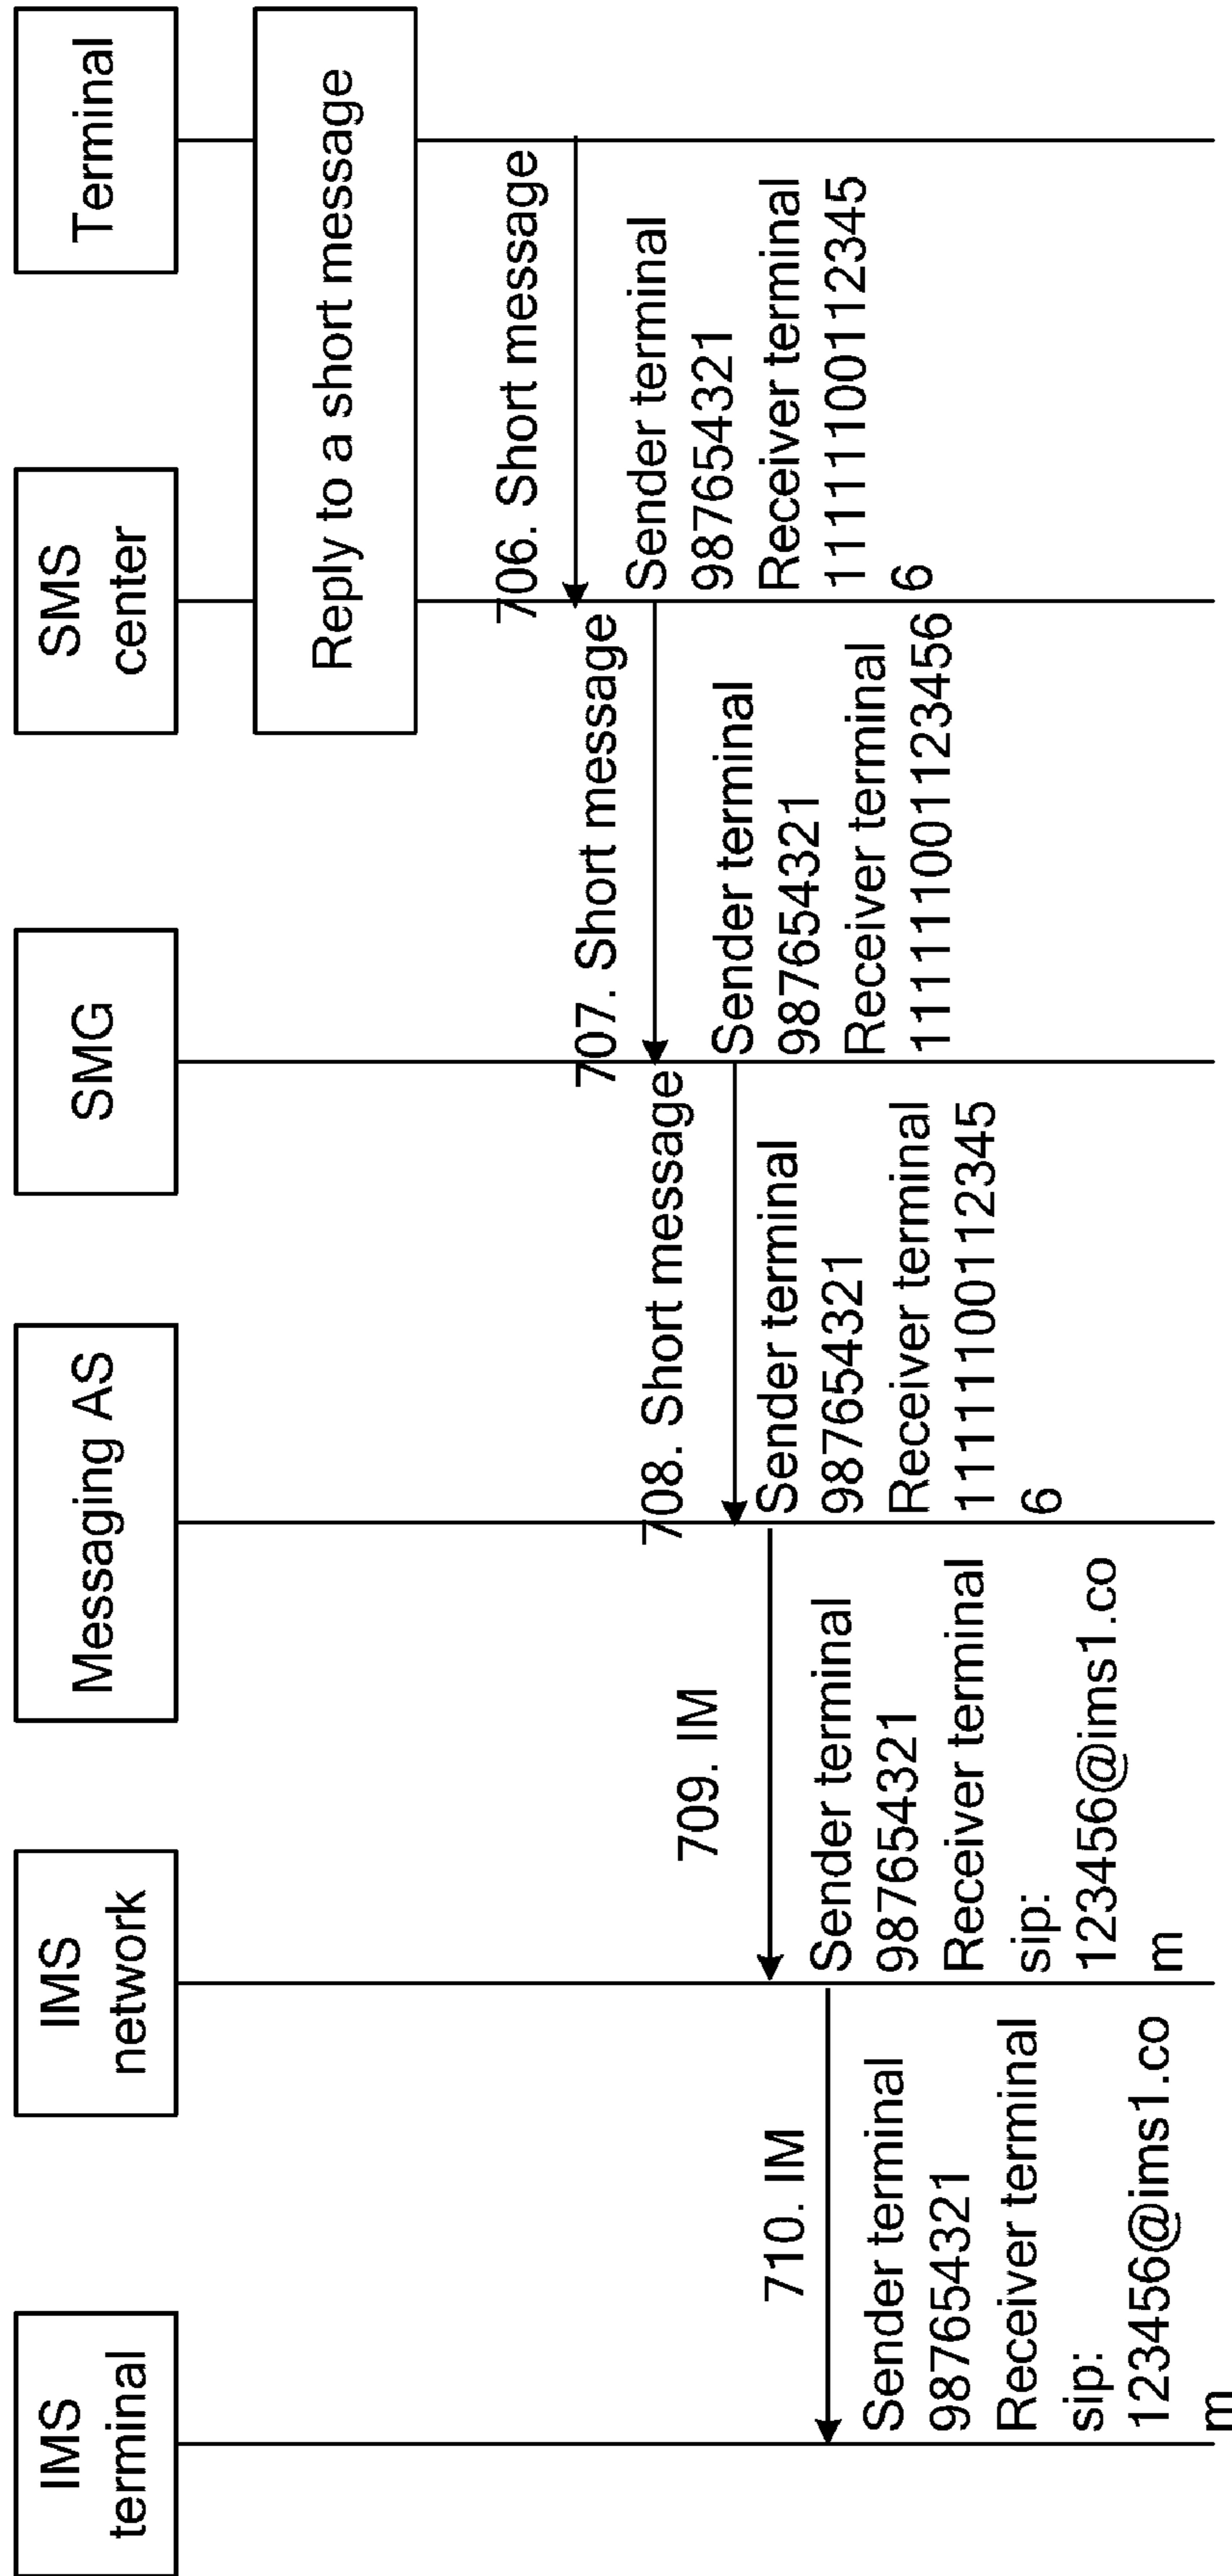 IMS
terminal
IMS
network
Messaging AS
SMG
SMS
center
Terminal
Reply to a short message
706. Short message
Sender terminal
987654321
Receiver terminal
11111100112345
6
707. Short message
Sender terminal
987654321
Receiver terminal
111111001123456
708. Short message
Sender terminal
987654321
Receiver terminal
11111100112345
6
709. IM
Sender terminal
987654321
Receiver terminal
sip:
123456@ims1.co
m
710. IM
Sender terminal
987654321
Receiver terminal
sip:
123456@ims1.co
m